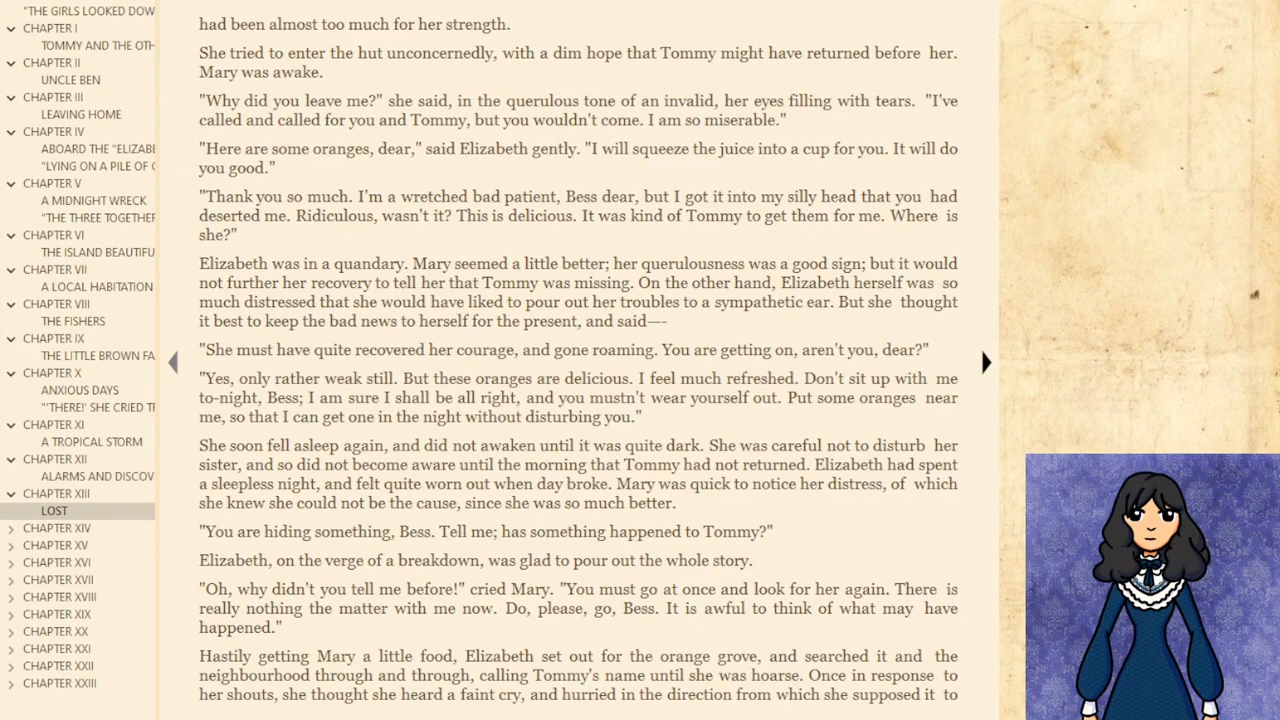 "THE GIRLS LOOKED DOW
CHAPTER I
TOMMY AND THE OTH
CHAPTER II
UNCLE BEN
CHAPTER III
LEAVING HOME
CHAPTER IV
ABOARD THE "ELIZABE
"LYING ON A PILE OF C
CHAPTER V
A MIDNIGHT WRECK
"THE THREE TOGETHER
CHAPTER VI
THE ISLAND BEAUTIFU
CHAPTER VII
A LOCAL HABITATION
CHAPTER VIII
THE FISHERS
CHAPTER IX
THE LITTLE BROWN FA
CHAPTER X
ANXIOUS DAYS
"'THERE!' SHE CRIED TR
CHAPTER XI
A TROPICAL STORM
CHAPTER XII
ALARMS AND DISCOV
CHAPTER XIII
LOST
CHAPTER XIV
CHAPTER XV
CHAPTER XVI
CHAPTER XVII
CHAPTER XVIII
CHAPTER XIX
CHAPTER XX
CHAPTER XXI
CHAPTER XXII
CHAPTER XXIII
had been almost too much for her strength.
She tried to enter the hut unconcernedly, with a dim hope that Tommy might have returned before her.
Mary was awake.
"Why did you leave me?" she said, in the querulous tone of an invalid, her eyes filling with tears. "I've
called and called for you and Tommy, but you wouldn't come. I am so miserable."
"Here are some oranges, dear," said Elizabeth gently. "I will squeeze the juice into a cup for you. It will do
you good."
"Thank you so much. I'm a wretched bad patient, Bess dear, but I got it into my silly head that you had
deserted me. Ridiculous, wasn't it? This is delicious. It was kind of Tommy to get them for me. Where is
she?"
Elizabeth was in a quandary. Mary seemed a little better; her querulousness was a good sign; but it would
not further her recovery to tell her that Tommy was missing. On the other hand, Elizabeth herself was so
much distressed that she would have liked to pour out her troubles to a sympathetic ear. But she thought
it best to keep the bad news to herself for the present, and said—-
"She must have quite recovered her courage, and gone roaming. You are getting on, aren't you, dear?"
"Yes, only rather weak still. But these oranges are delicious. I feel much refreshed. Don't sit up with me
to-night, Bess; I am sure I shall be all right, and you mustn't wear yourself out. Put some oranges near
me, so that I can get one in the night without disturbing you."
She soon fell asleep again, and did not awaken until it was quite dark. She was careful not to disturb her
sister, and so did not become aware until the morning that Tommy had not returned. Elizabeth had spent
a sleepless night, and felt quite worn out when day broke. Mary was quick to notice her distress, of which
she knew she could not be the cause, since she was so much better.
"You are hiding something, Bess. Tell me; has something happened to Tommy?"
Elizabeth, on the verge of a breakdown, was glad to pour out the whole story.
"Oh, why didn't you tell me before!" cried Mary. "You must go at once and look for her again. There is
really nothing the matter with me now. Do, please, go, Bess. It is awful to think of what may have
happened."
Hastily getting Mary a little food, Elizabeth set out for the orange grove, and searched it and the
neighbourhood through and through, calling Tommy's name until she was hoarse. Once in response to
her shouts, she thought she heard a faint cry, and hurried in the direction from which she supposed it to